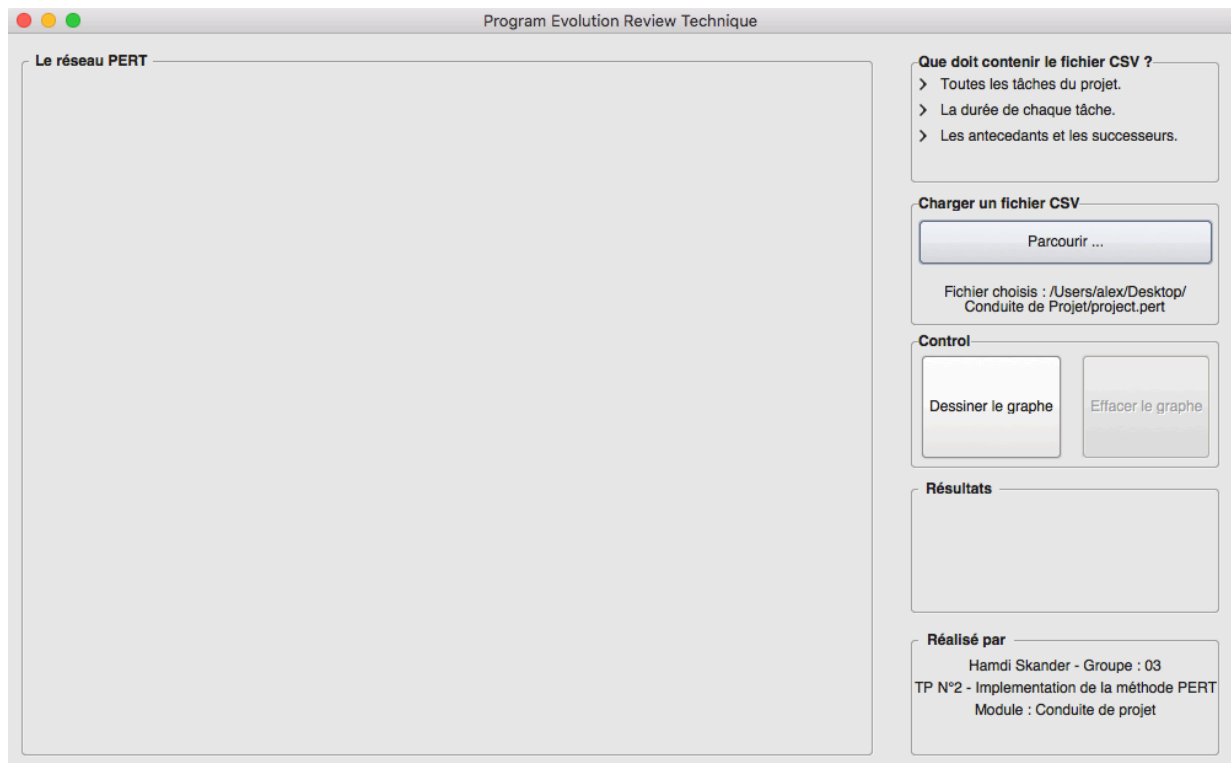 Program Evolution Review Technique
Le réseau PERT
Que doit contenir le fichier CSV ?
Toutes les tâches du projet.
La durée de chaque tâche.
Les antecedants et les successeurs.
Charger un fichier CSV
Parcourir ...
Fichier choisis : /Users/alex/Desktop/
Conduite de Projet/project.pert
Control
Dessiner le graphe
Effacer le graphe
Résultats
Réalisé par
Hamdi Skander - Groupe : 03
TP N°2 - Implementation de la méthode PERT
Module : Conduite de projet